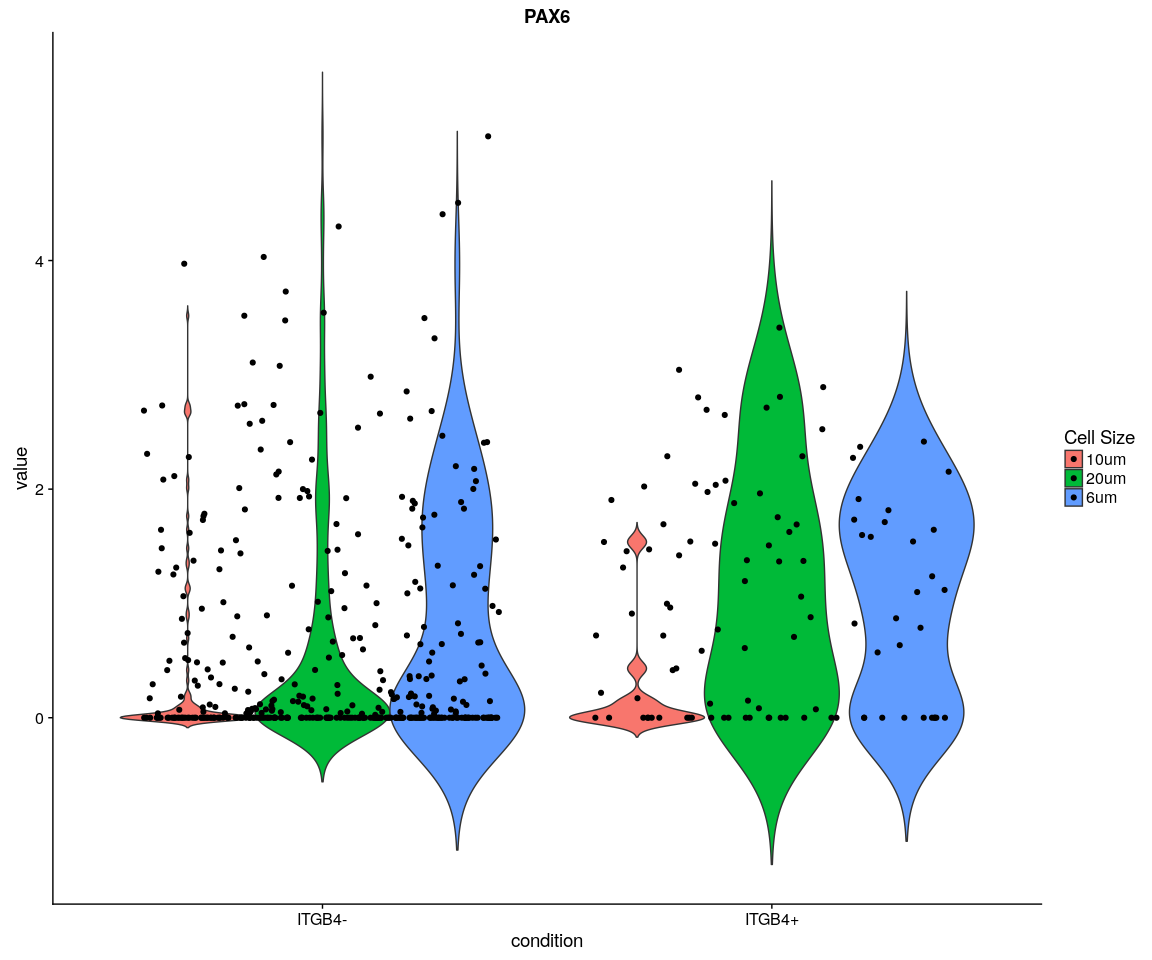 PAX6
value
4
2
0
ITGB4-
ITGB4+
condition
Cell Size
10um
20um
6um